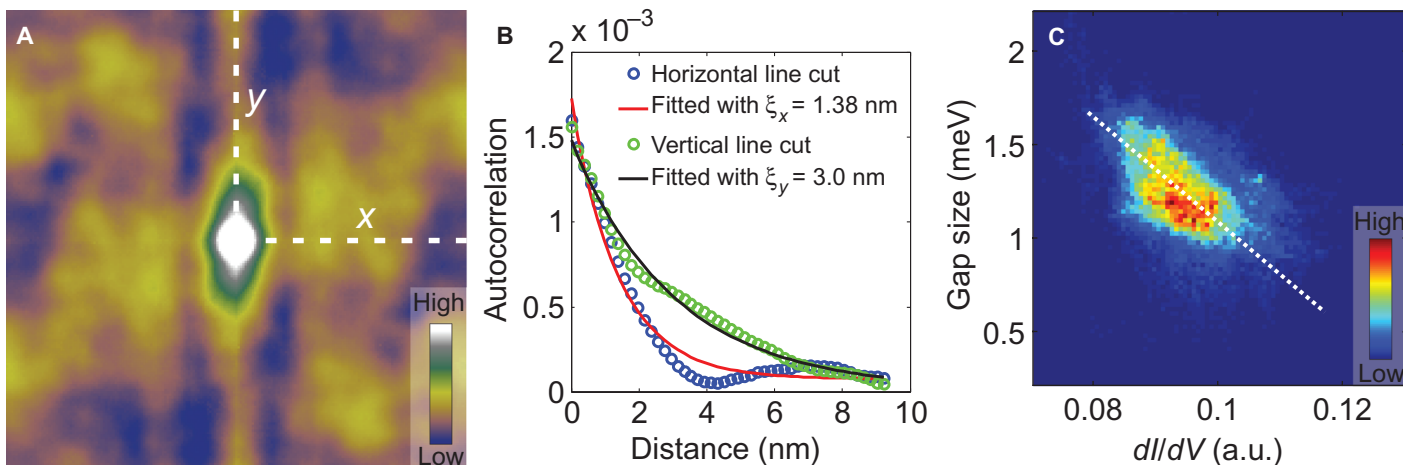 A
y
x
High
Low
B
× 10–3
2
1.5
1
0.5
0
0 2 4 6 8 10
Autocorrelation
Distance (nm)
Horizontal line cut
Fitted with ξx = 1.38 nm
Vertical line cut
Fitted with ξy = 3.0 nm
C
Gap size (meV)
2
1.5
1
0.5
0.08 0.1 0.12
dI/dV (a.u.)
High
Low